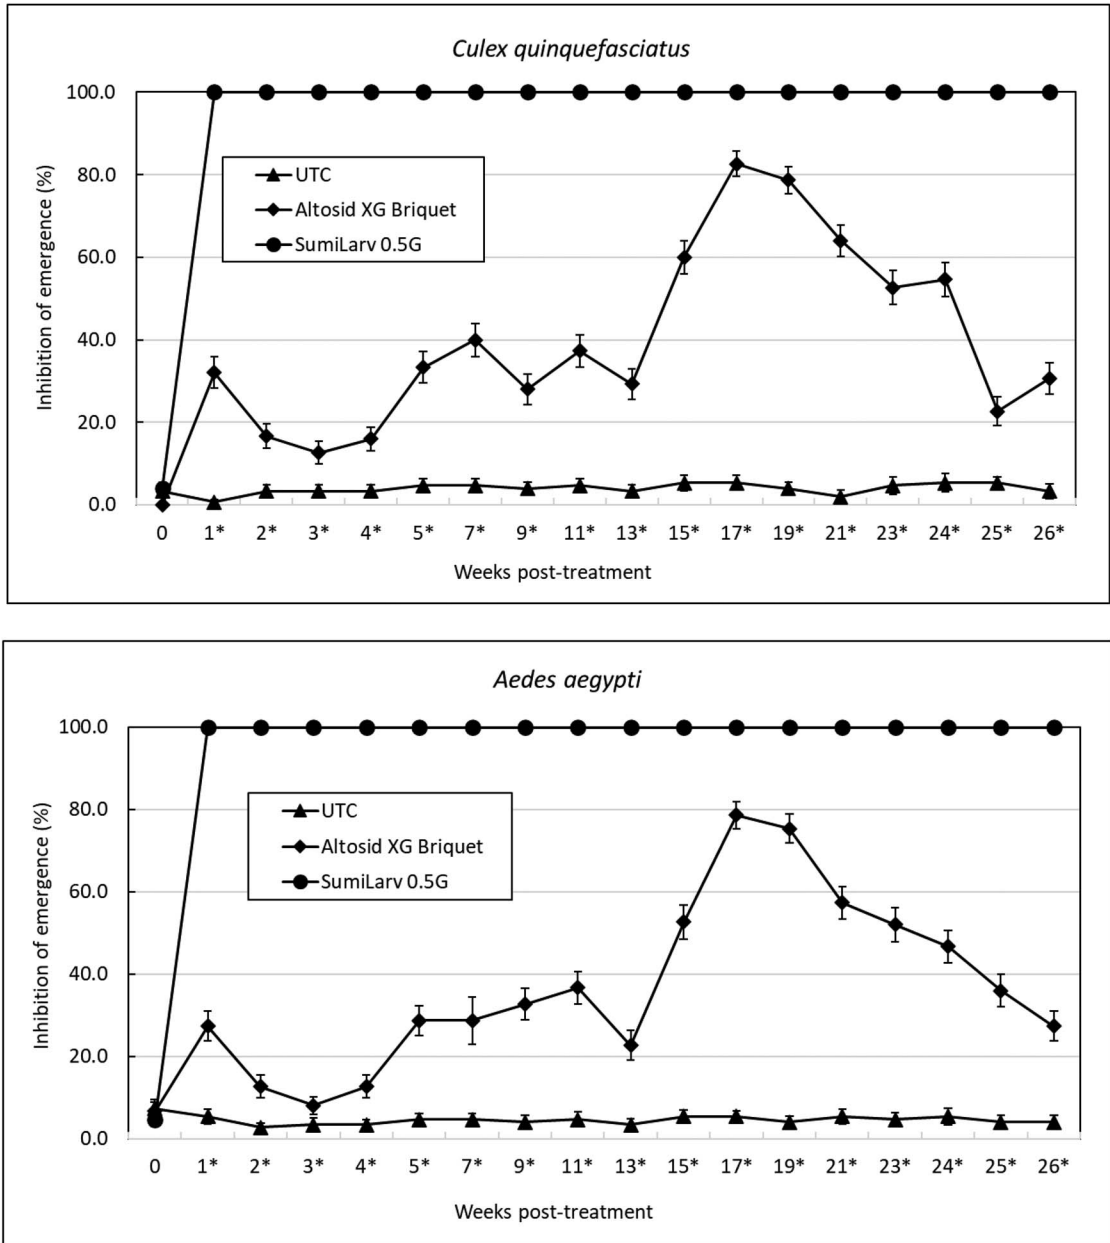 Culex quinquefasciatus
100.0
80.0
60.0
40.0
20.0
0.0
Inhibition of emergence (%)
UTC
Altosid XG Briquet
SumiLarv 0.5G
0 1* 2* 3* 4* 5* 7* 9* 11* 13* 15* 17* 19* 21* 23* 24* 25* 26*
Weeks post-treatment
Aedes aegypti
100.0
80.0
60.0
40.0
20.0
0.0
Inhibition of emergence (%)
UTC
Altosid XG Briquet
SumiLarv 0.5G
0 1* 2* 3* 4* 5* 7* 9* 11* 13* 15* 17* 19* 21* 23* 24* 25* 26*
Weeks post-treatment